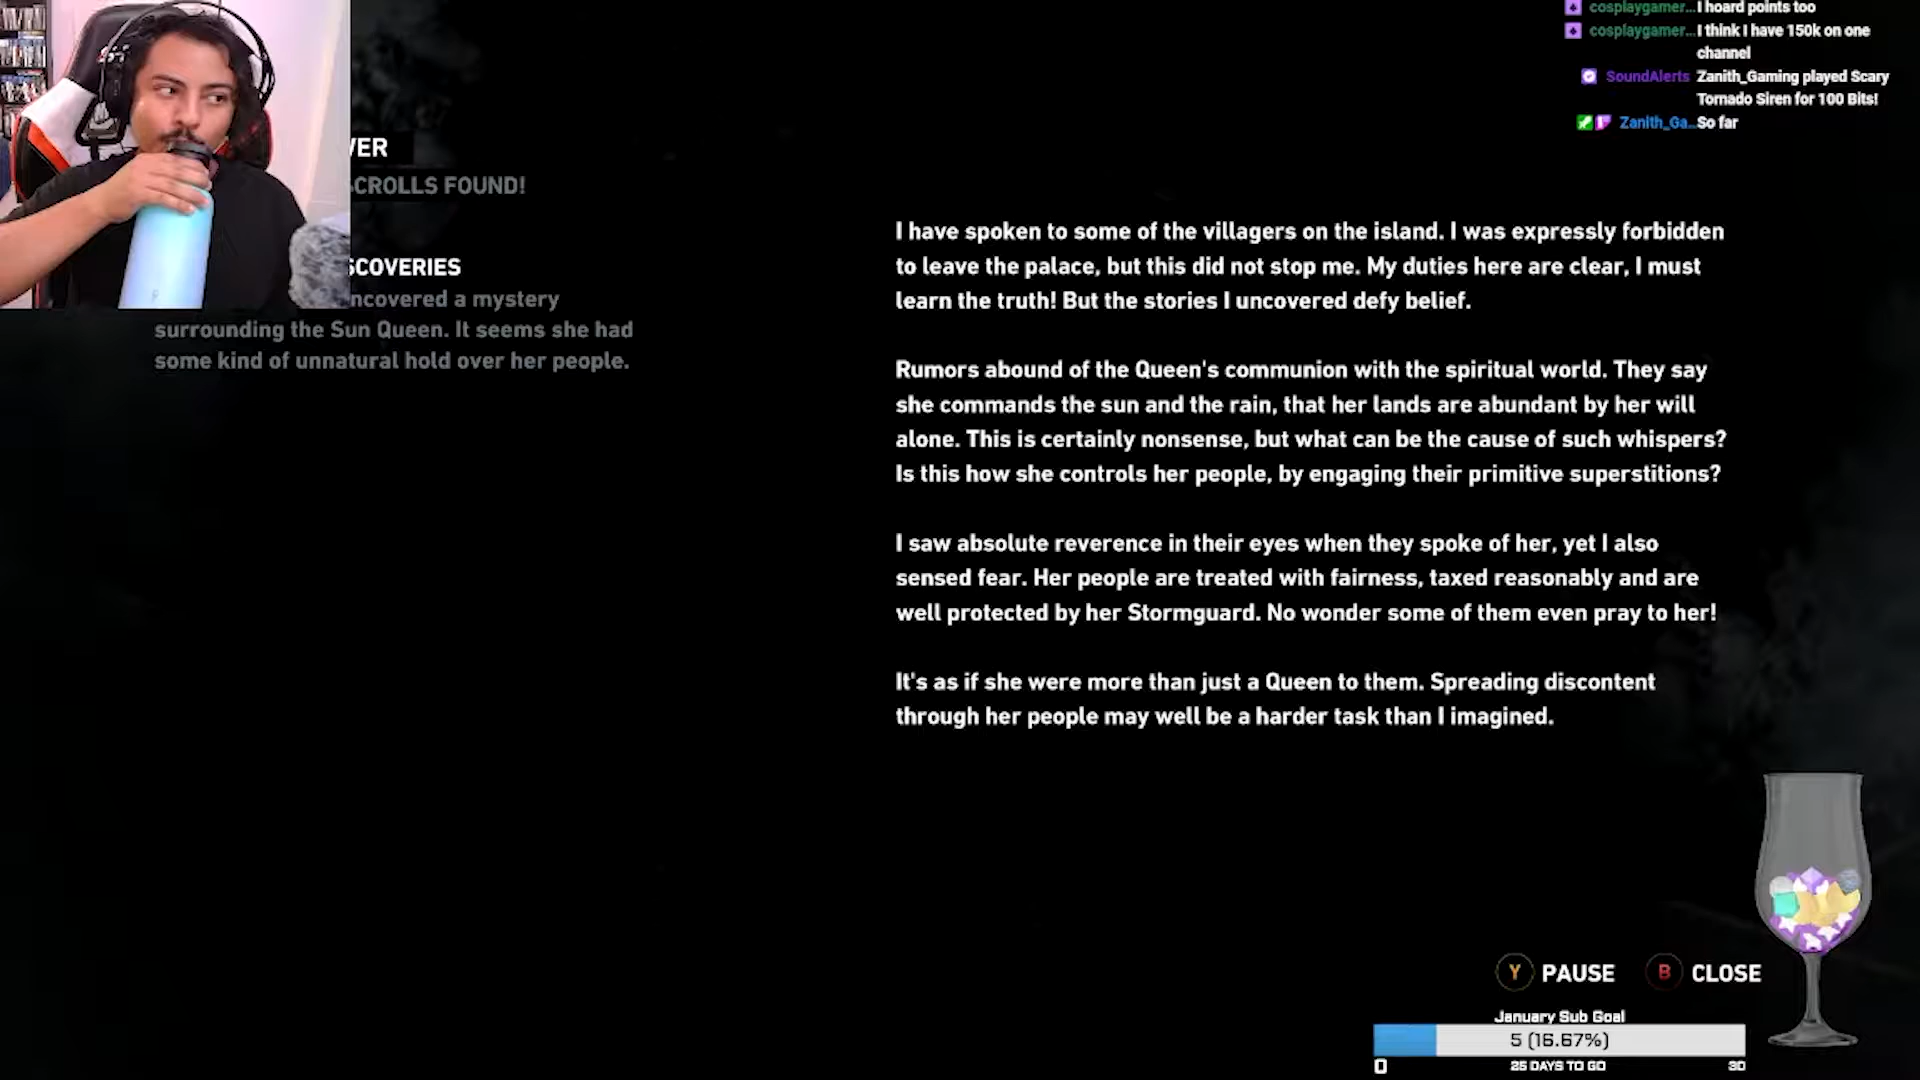 cosplaygamer... I hoard points too
cosplaygamer... I think I have 150k on one
channel
SoundAlerts Zanith_Gaming played Scary
Tornado Siren for 100 Bits!
Zanith_Ga... So far
VER
SCROLLS FOUND!
SCOVERIES
ncovered a mystery
surrounding the Sun Queen. It seems she had
some kind of unnatural hold over her people.
I have spoken to some of the villagers on the island. I was expressly forbidden
to leave the palace, but this did not stop me. My duties here are clear, I must
learn the truth! But the stories I uncovered defy belief.
Rumors abound of the Queen's communion with the spiritual world. They say
she commands the sun and the rain, that her lands are abundant by her will
alone. This is certainly nonsense, but what can be the cause of such whispers?
Is this how she controls her people, by engaging their primitive superstitions?
I saw absolute reverence in their eyes when they spoke of her, yet I also
sensed fear. Her people are treated with fairness, taxed reasonably and are
well protected by her Stormguard. No wonder some of them even pray to her!
It's as if she were more than just a Queen to them. Spreading discontent
through her people may well be a harder task than I imagined.
Y PAUSE B CLOSE
January Sub Goal
5 (16.67%)
0 25 DAYS TO GO 30